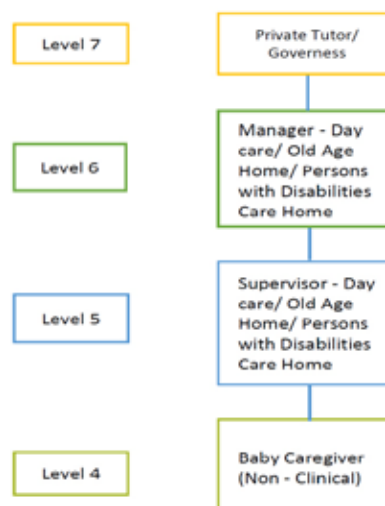 Level 7
Private Tutor/
Governess
Level 6
Manager - Day
care/ Old Age
Home/ Persons
with Disabilities
Care Home
Level 5
Supervisor - Day
care/ Old Age
Home/ Persons
with Disabilities
Care Home
Level 4
Baby Caregiver
(Non - Clinical)